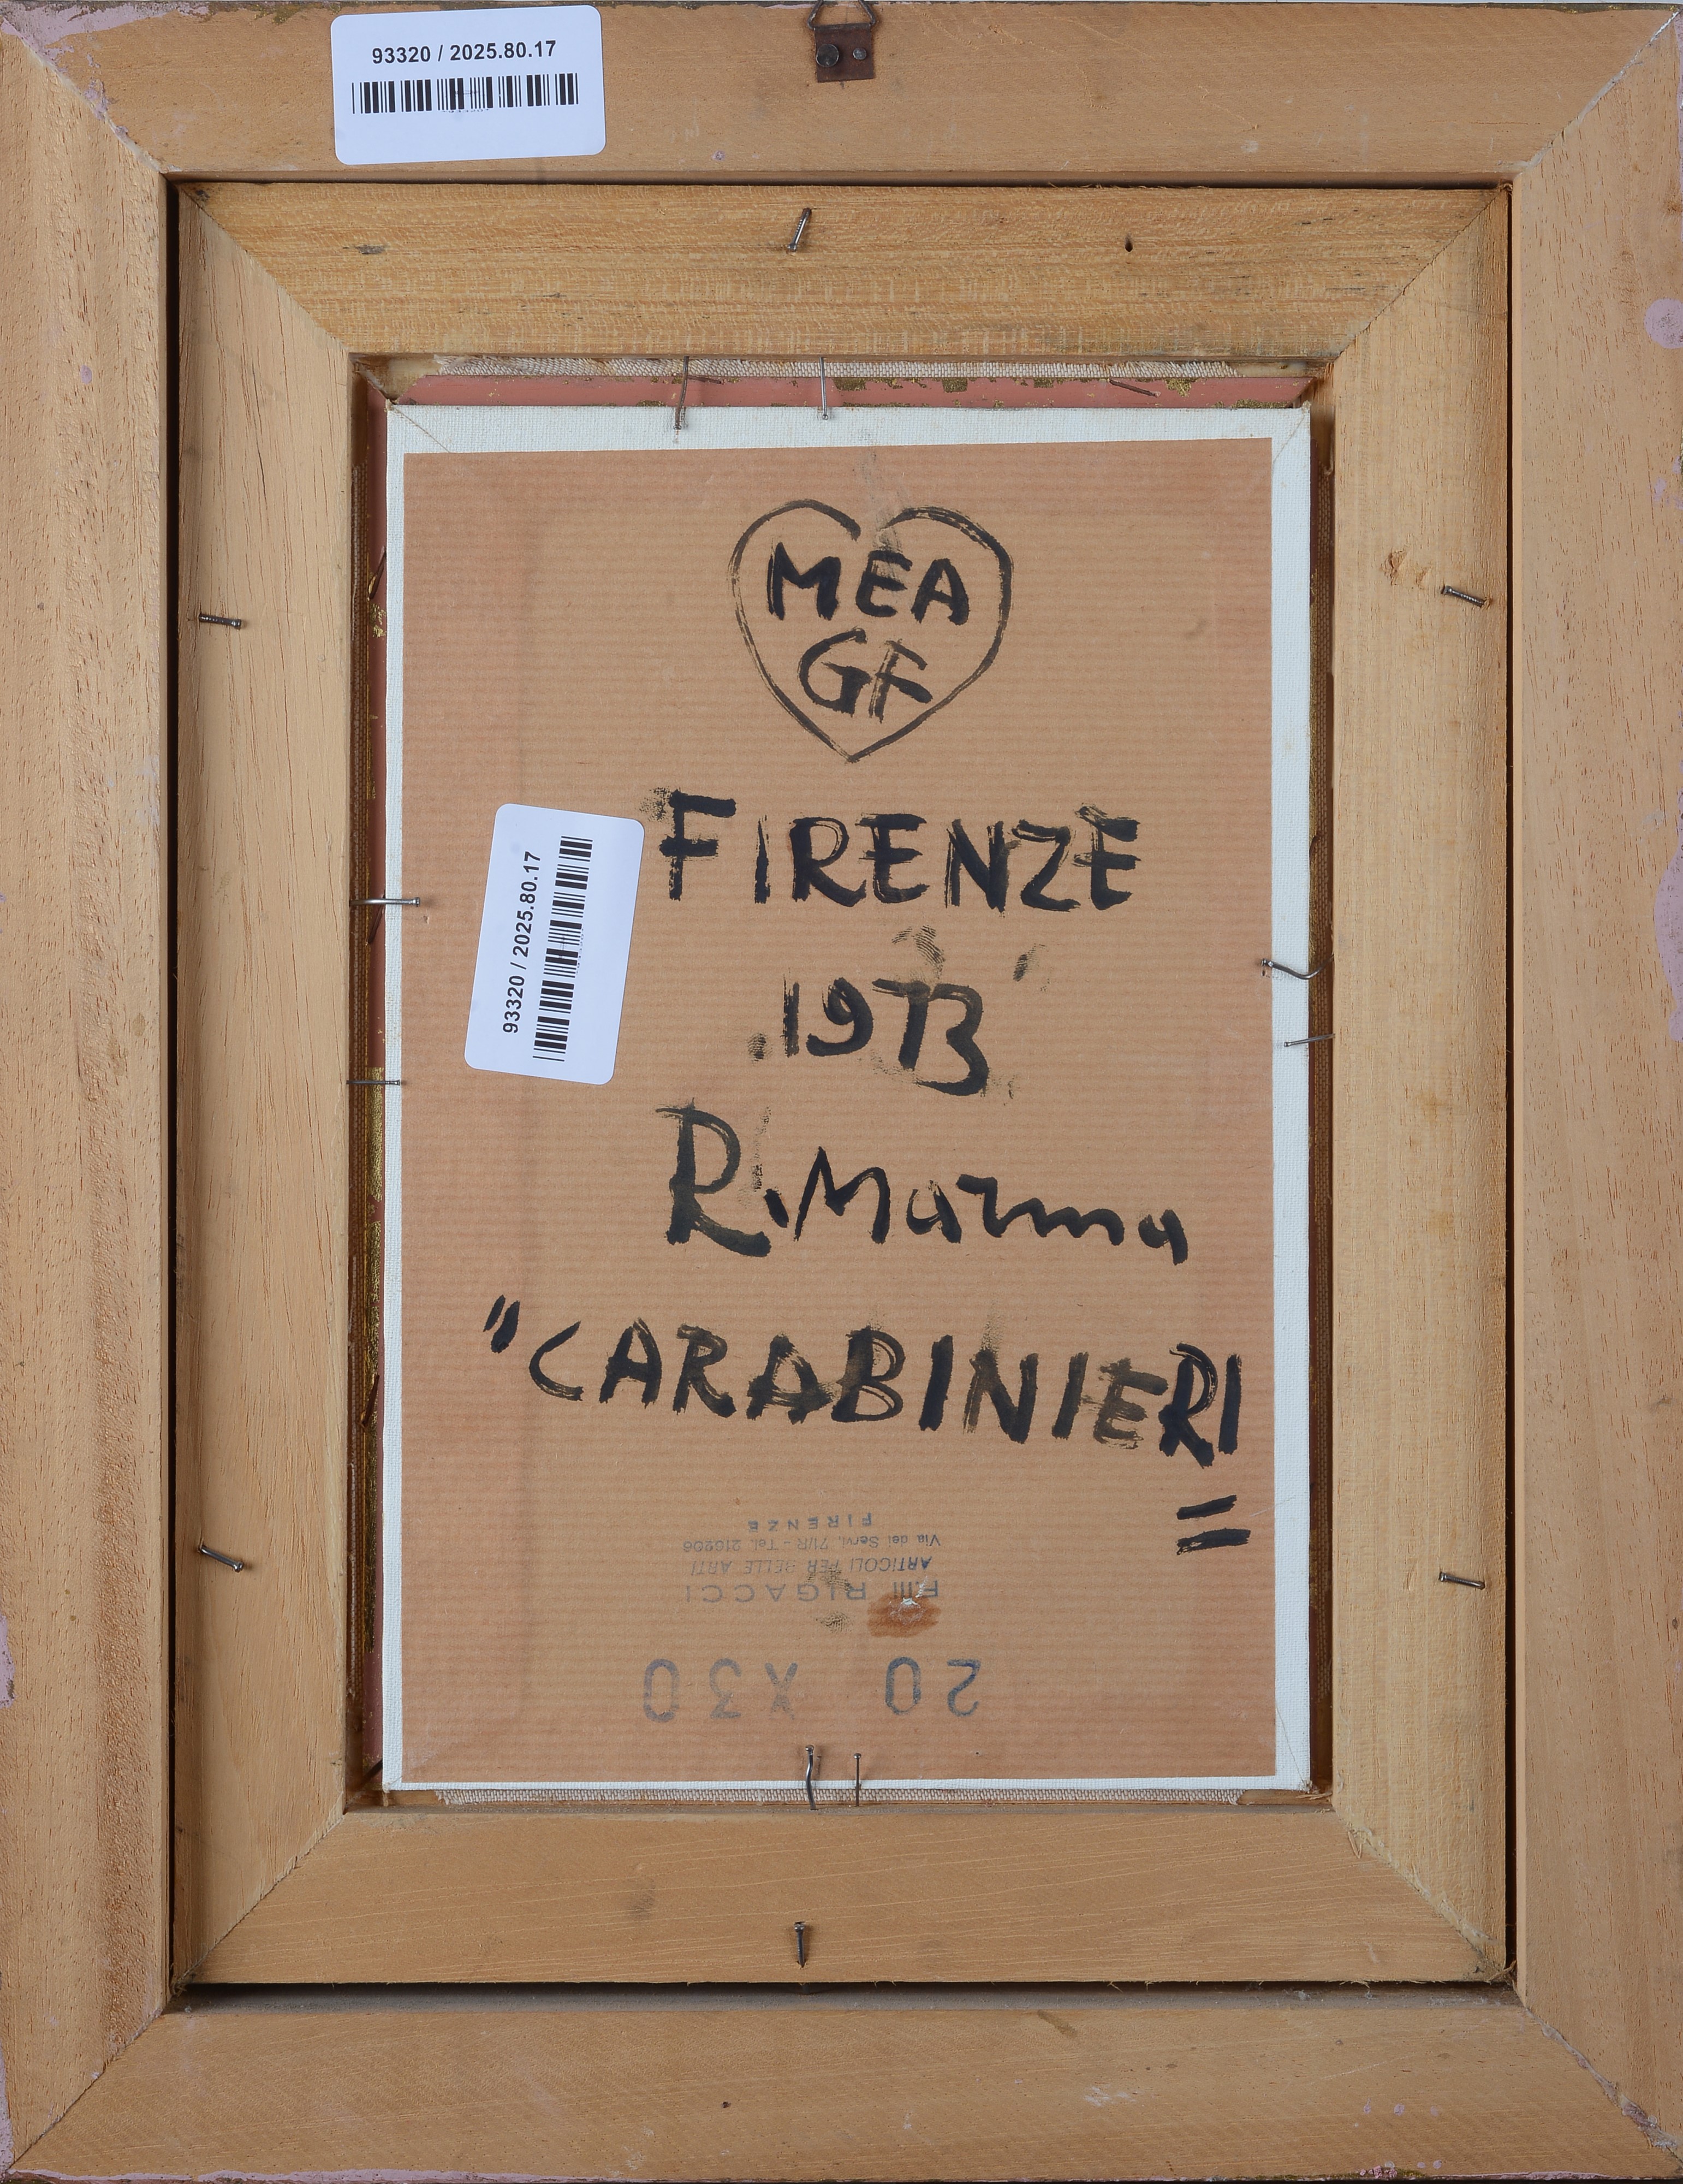 93320 / 2025.80.17
MEA
GF
FIRENZE
1973
93320 / 2025.80.17
R. Marma
"CARABINIERI
"
F.lli RIGACCI
ARTICOLI PER BELLE ARTI
Via dei Servi, 71/R - Tel. 216206
FIRENZE
20 X30